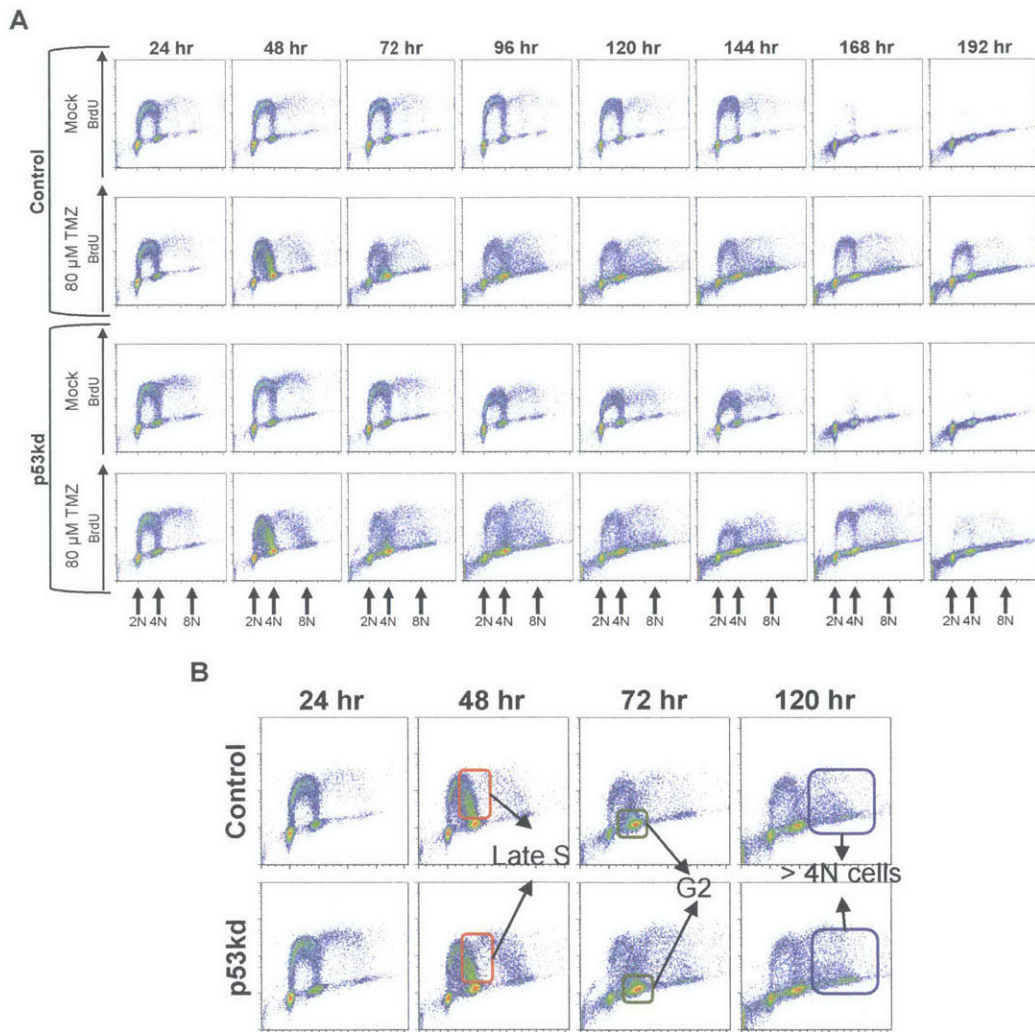 A
24 hr 48 hr 72 hr 96 hr 120 hr 144 hr 168 hr 192 hr
Control
Mock
BrdU
80 µM TMZ
BrdU
p53kd
Mock
BrdU
80 µM TMZ
BrdU
2N 4N 8N 2N 4N 8N 2N 4N 8N 2N 4N 8N 2N 4N 8N 2N 4N 8N 2N 4N 8N 2N 4N 8N
B
24 hr 48 hr 72 hr 120 hr
Control
Late S
G2
> 4N cells
p53kd